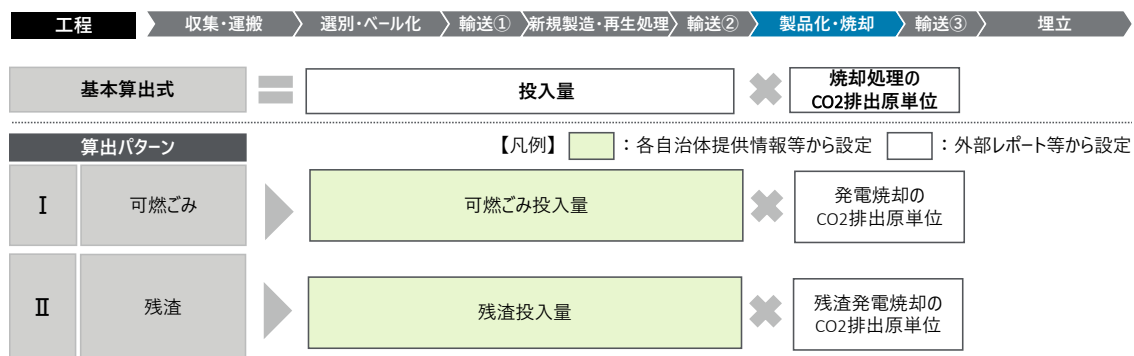 工程 収集・運搬 選別・ベール化 輸送① 新規製造・再生処理 輸送② 製品化・焼却 輸送③ 埋立
基本算出式 投入量 焼却処理の
CO2排出原単位
算出パターン 【凡例】 ：各自治体提供情報等から設定 ：外部レポート等から設定
Ⅰ 可燃ごみ 可燃ごみ投入量 発電焼却の
CO2排出原単位
Ⅱ 残渣 残渣投入量 残渣発電焼却の
CO2排出原単位